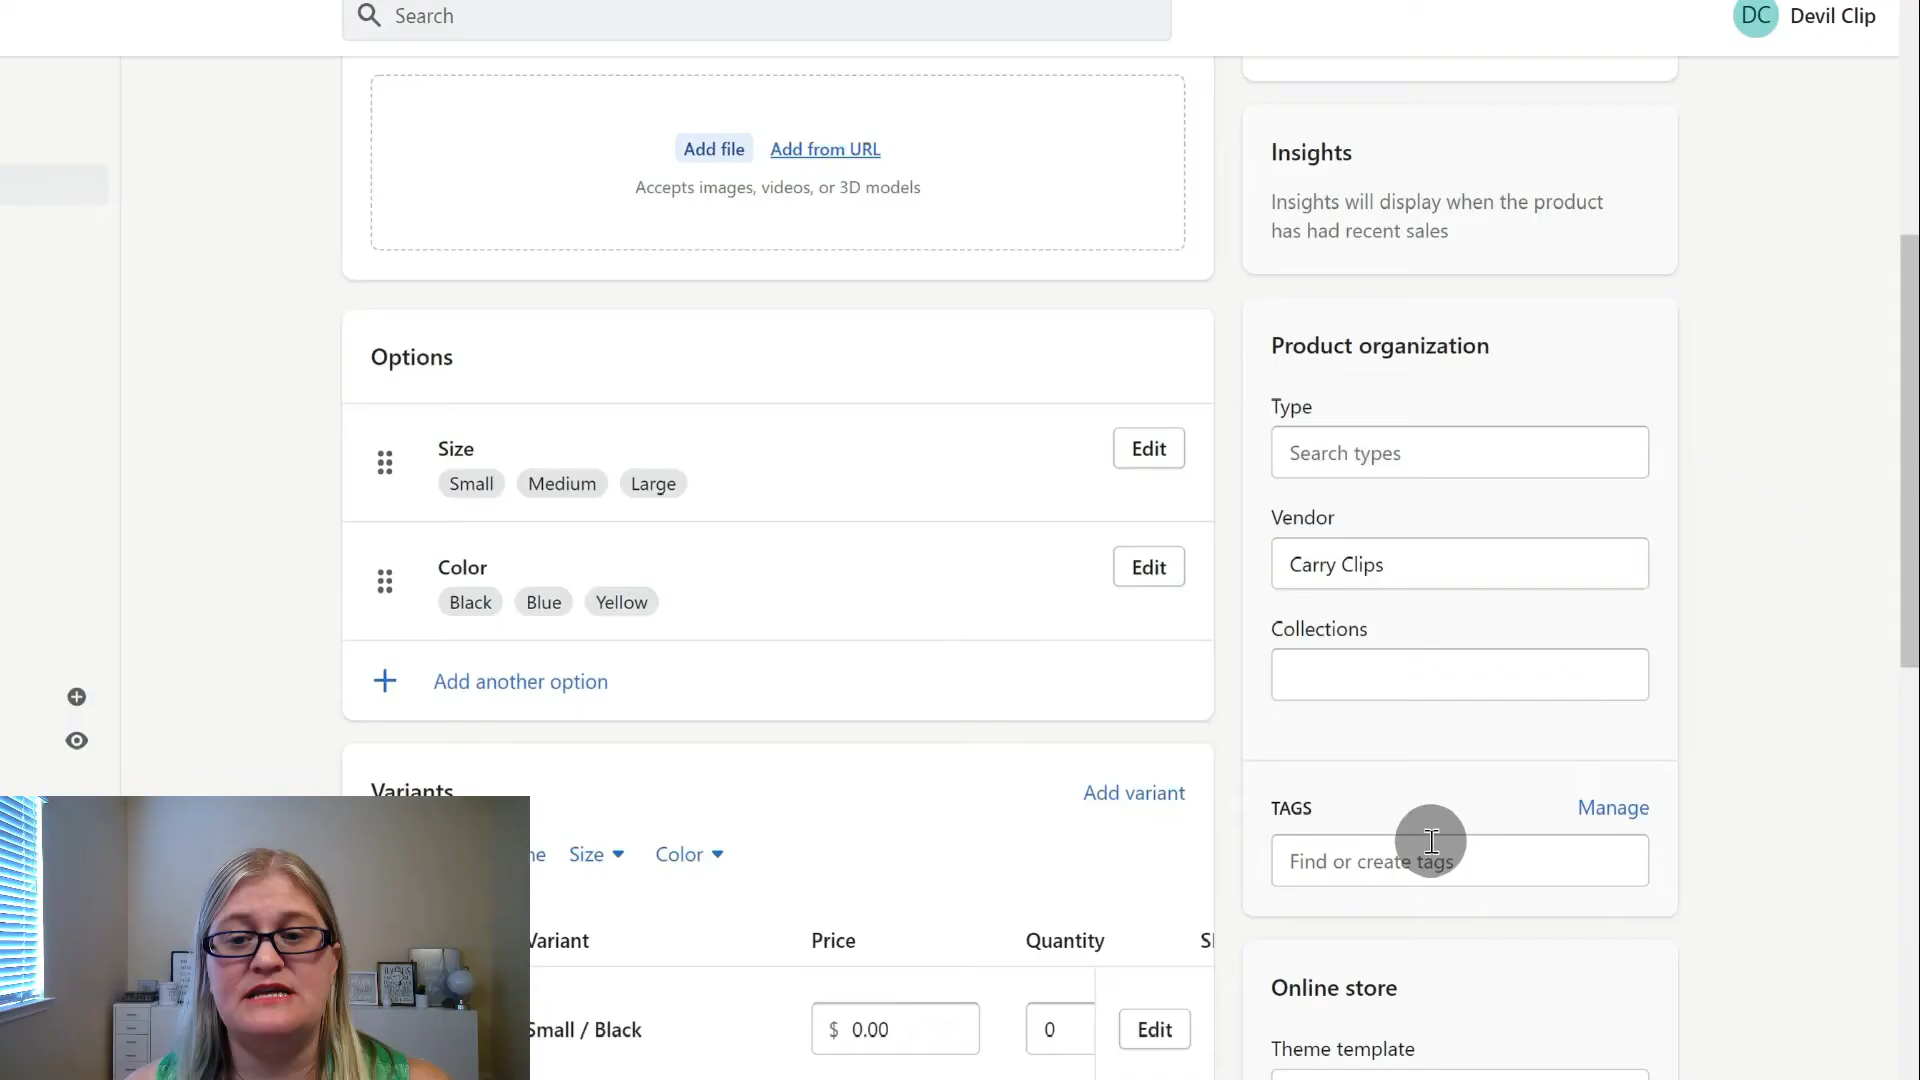 Search
DC Devil Clip
Add file Add from URL
Accepts images, videos, or 3D models
Insights
Insights will display when the product
has had recent sales
Options
Size
Edit
Small Medium Large
Color
Edit
Black Blue Yellow
Add another option
Product organization
Type
Search types
Vendor
Carry Clips
Collections
TAGS Manage
Find or create tags
Variants Add variant
Size Color
Variant Price Quantity
Small / Black $ 0.00 0 Edit
Online store
Theme template